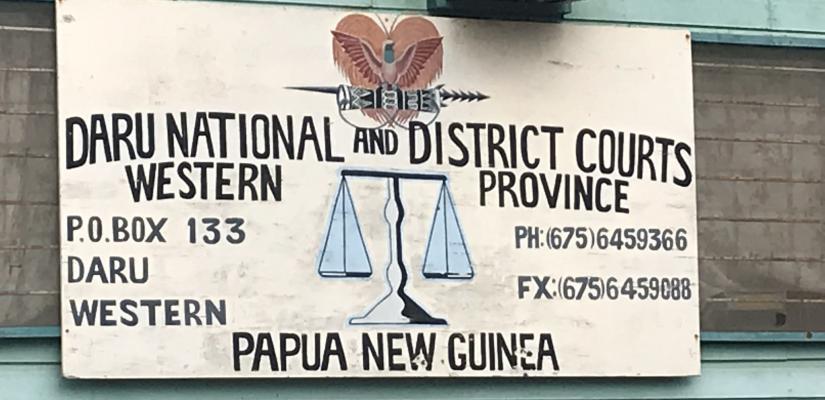 DARU NATIONAL AND DISTRICT COURTS
WESTERN PROVINCE
P.O.BOX 133
DARU
WESTERN
PH:(675)6459366
FX:(675)6459088
PAPUA NEW GUINEA